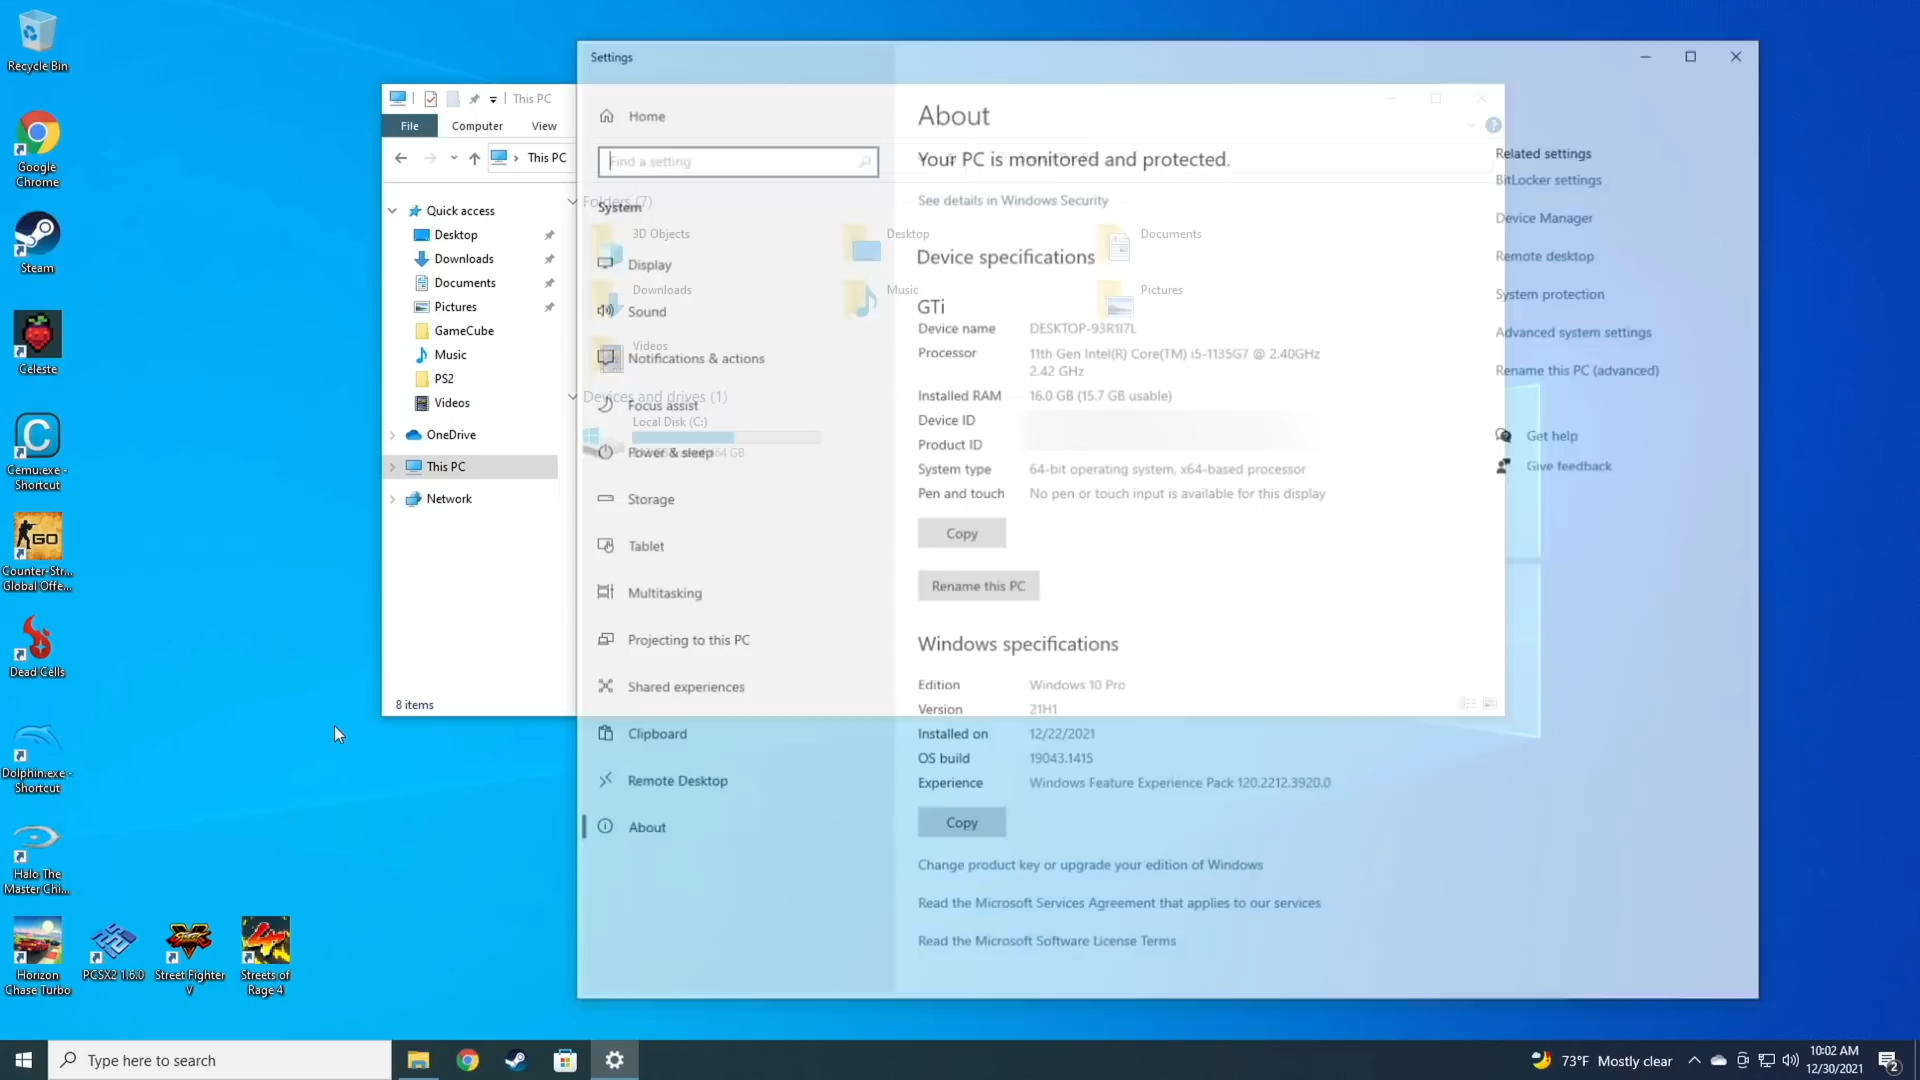 Recycle Bin
Google
Chrome
Steam
Celeste
Cemu.exe -
Shortcut
Counter-Str...
Global Offe...
Dead Cells
Dolphin.exe -
Shortcut
Halo The
Master Chi...
Horizon
Chase Turbo
PCSX2 1.6.0
Street Fighter
V
Streets of
Rage 4
This PC
File
Computer
View
This PC
Quick access
Desktop
Downloads
Documents
Pictures
GameCube
Music
PS2
Videos
OneDrive
This PC
Network
8 items
Folders (7)
3D Objects
Desktop
Documents
Downloads
Music
Pictures
Videos
Devices and drives (1)
Local Disk (C:)
Settings
Home
Find a setting
System
Display
Sound
Notifications & actions
Focus assist
Power & sleep
Storage
Tablet
Multitasking
Projecting to this PC
Shared experiences
Clipboard
Remote Desktop
About
About
Your PC is monitored and protected.
See details in Windows Security
Device specifications
GTi
Device name DESKTOP-93R1I7L
Processor 11th Gen Intel(R) Core(TM) i5-1135G7 @ 2.40GHz
2.42 GHz
Installed RAM 16.0 GB (15.7 GB usable)
Device ID
Product ID
System type 64-bit operating system, x64-based processor
Pen and touch No pen or touch input is available for this display
Copy
Rename this PC
Windows specifications
Edition Windows 10 Pro
Version 21H1
Installed on 12/22/2021
OS build 19043.1415
Experience Windows Feature Experience Pack 120.2212.3920.0
Copy
Change product key or upgrade your edition of Windows
Read the Microsoft Services Agreement that applies to our services
Read the Microsoft Software License Terms
Related settings
BitLocker settings
Device Manager
Remote desktop
System protection
Advanced system settings
Rename this PC (advanced)
Get help
Give feedback
Type here to search
73°F Mostly clear
10:02 AM
12/30/2021
2